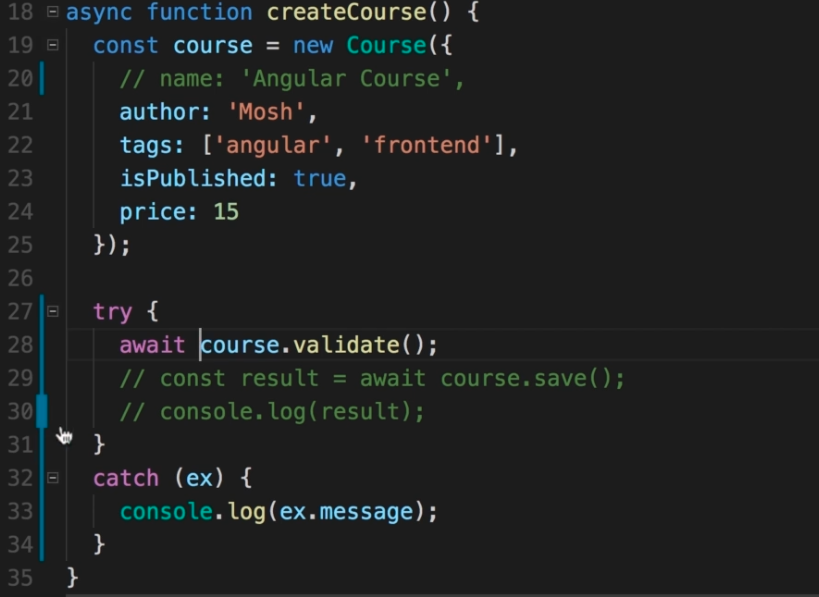 18 async function createCourse() {
19 const course = new Course({
20 // name: 'Angular Course',
21 author: 'Mosh',
22 tags: ['angular', 'frontend'],
23 isPublished: true,
24 price: 15
25 });
26
27 try {
28 await course.validate();
29 // const result = await course.save();
30 // console.log(result);
31 }
32 catch (ex) {
33 console.log(ex.message);
34 }
35 }